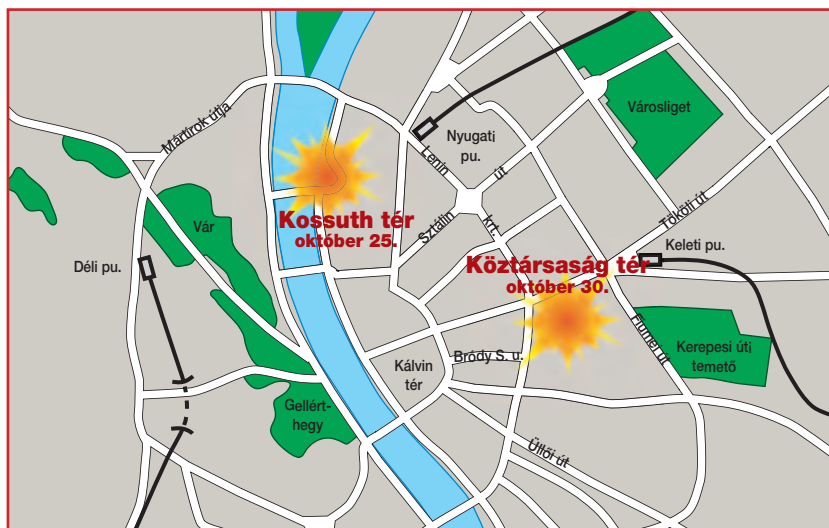 Mártírok útja
Nyugati
pu.
Városliget
Lenin
út
Kossuth tér
október 25.
Sztálin
krt.
Tököli út
Vár
Déli pu.
Keleti pu.
Köztársaság tér
október 30.
Fiumei út
Kerepesi úti
temető
Bródy S. u.
Kálvin
tér
Gellért-
hegy
Üllői út